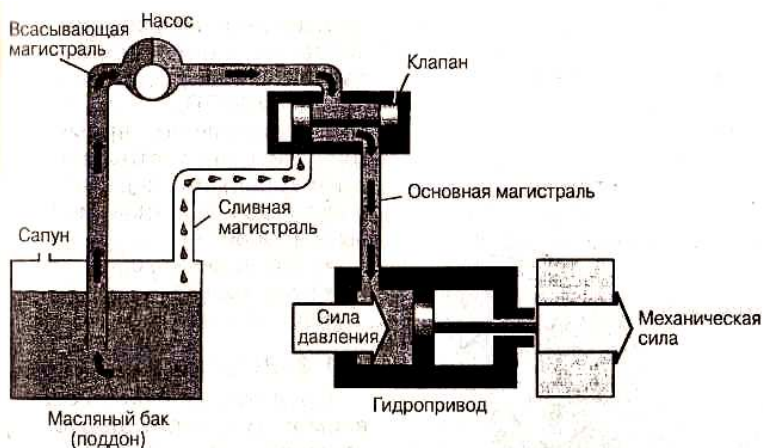 Всасывающая
магистраль
Насос
Клапан
Основная магистраль
Сливная
магистраль
Сапун
Сила
давления
Механическая
сила
Гидропривод
Масляный бак
(поддон)